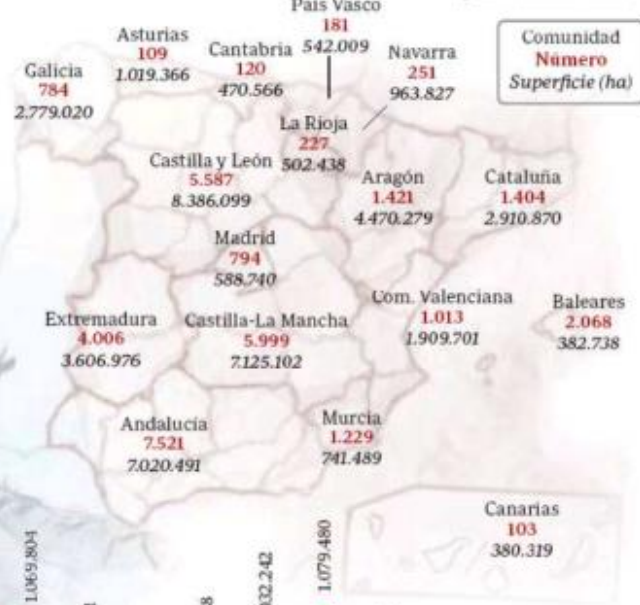 País Vasco
181
542.009
Asturias
109
1.019.366
Cantabria
120
470.566
Navarra
251
963.827
Comunidad
Número
Superficie (ha)
Galicia
784
2.779.020
La Rioja
227
502.438
Castilla y León
5.587
8.386.099
Aragón
1.421
4.470.279
Cataluña
1.404
2.910.870
Madrid
794
588.740
Com. Valenciana
1.013
1.909.701
Baleares
2.068
382.738
Extremadura
4.006
3.606.976
Castilla-La Mancha
5.999
7.125.102
Andalucía
7.521
7.020.491
Murcia
1.229
741.489
Canarias
103
380.319
1.069.804
032.242
1.079.480